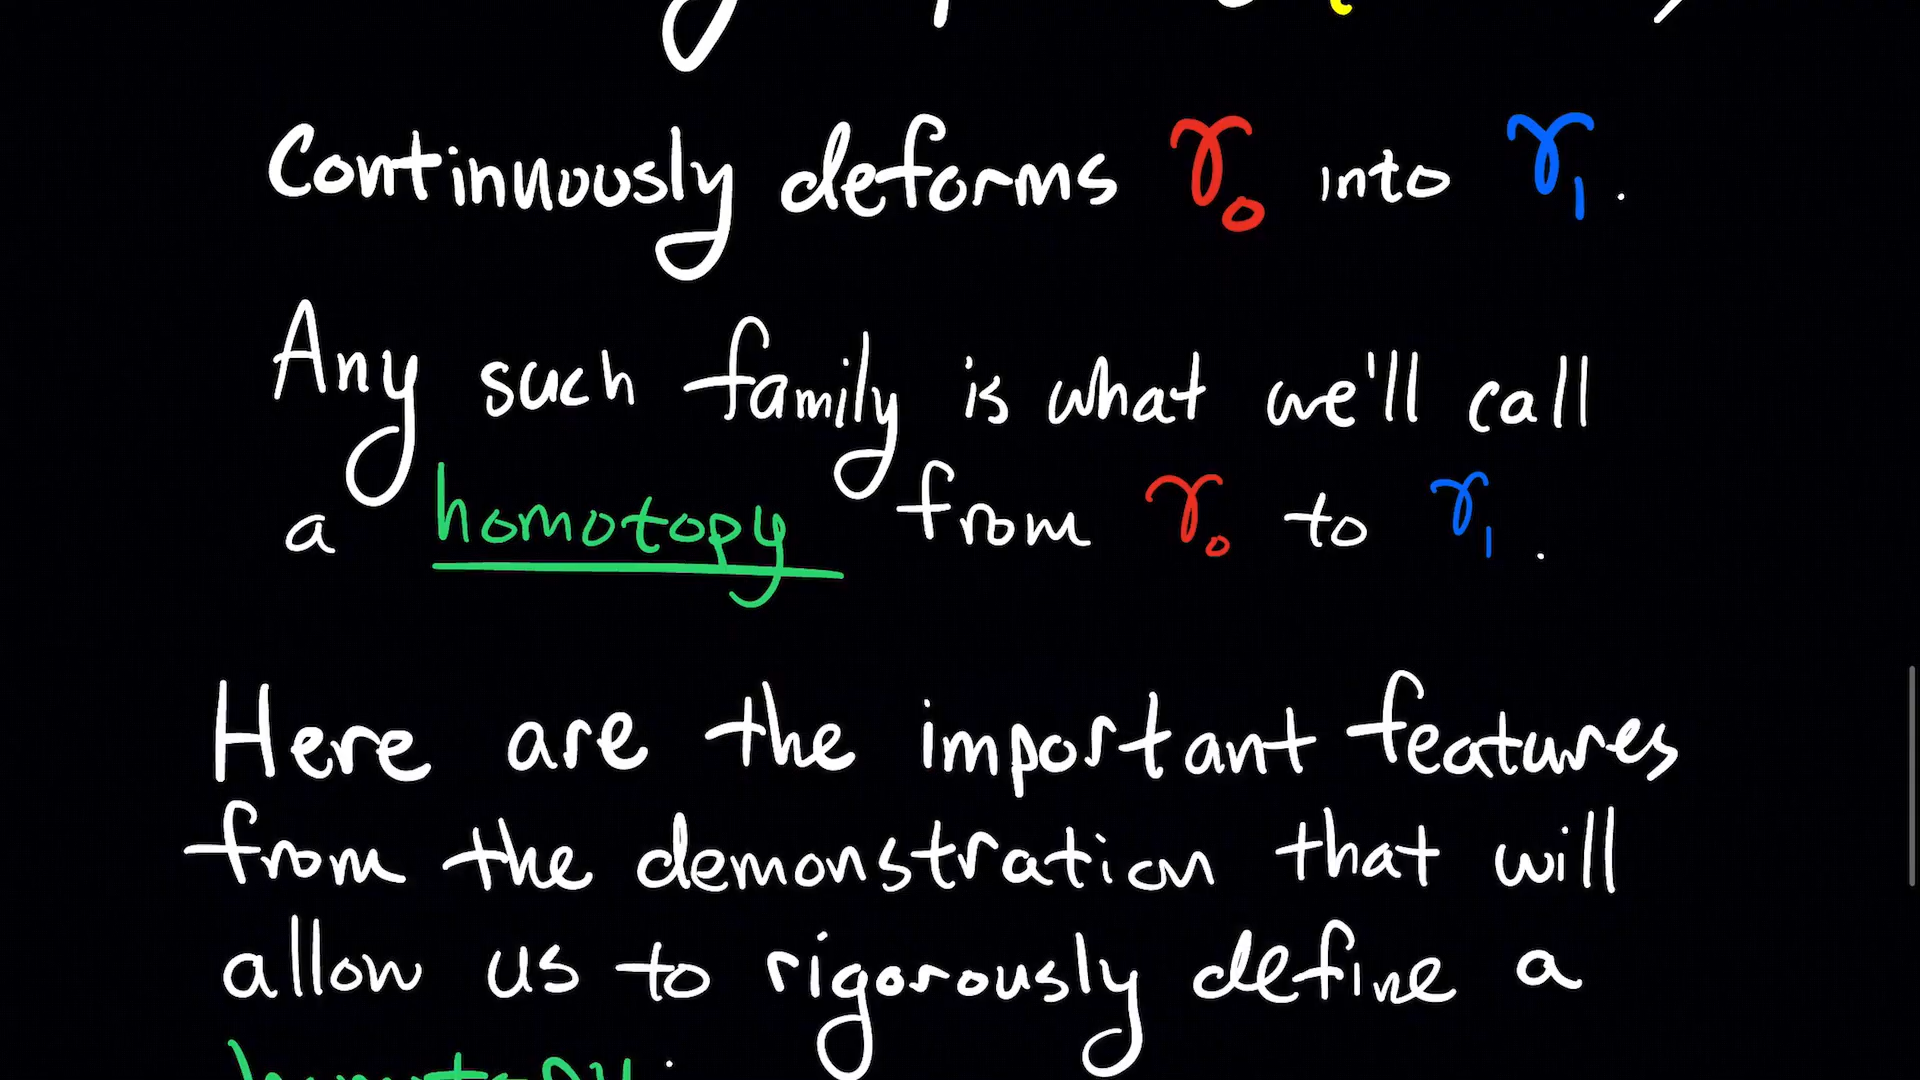 Continuously deforms γ₀ into γ₁.
Any such family is what we'll call
a homotopy from γ₀ to γ₁.
Here are the important features
from the demonstration that will
allow us to rigorously define a
homotopy: